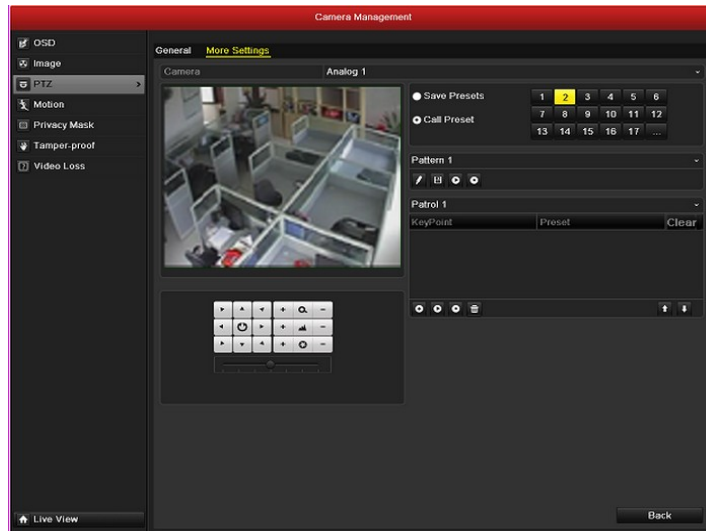 Camera Management
OSD
Image
PTZ
Motion
Privacy Mask
Tamper-proof
Video Loss
Live View
General More Settings
Camera Analog 1
Save Presets
Call Preset
1 2 3 4 5 6
7 8 9 10 11 12
13 14 15 16 17 ...
Pattern 1
Patrol 1
KeyPoint Preset Clear
Back